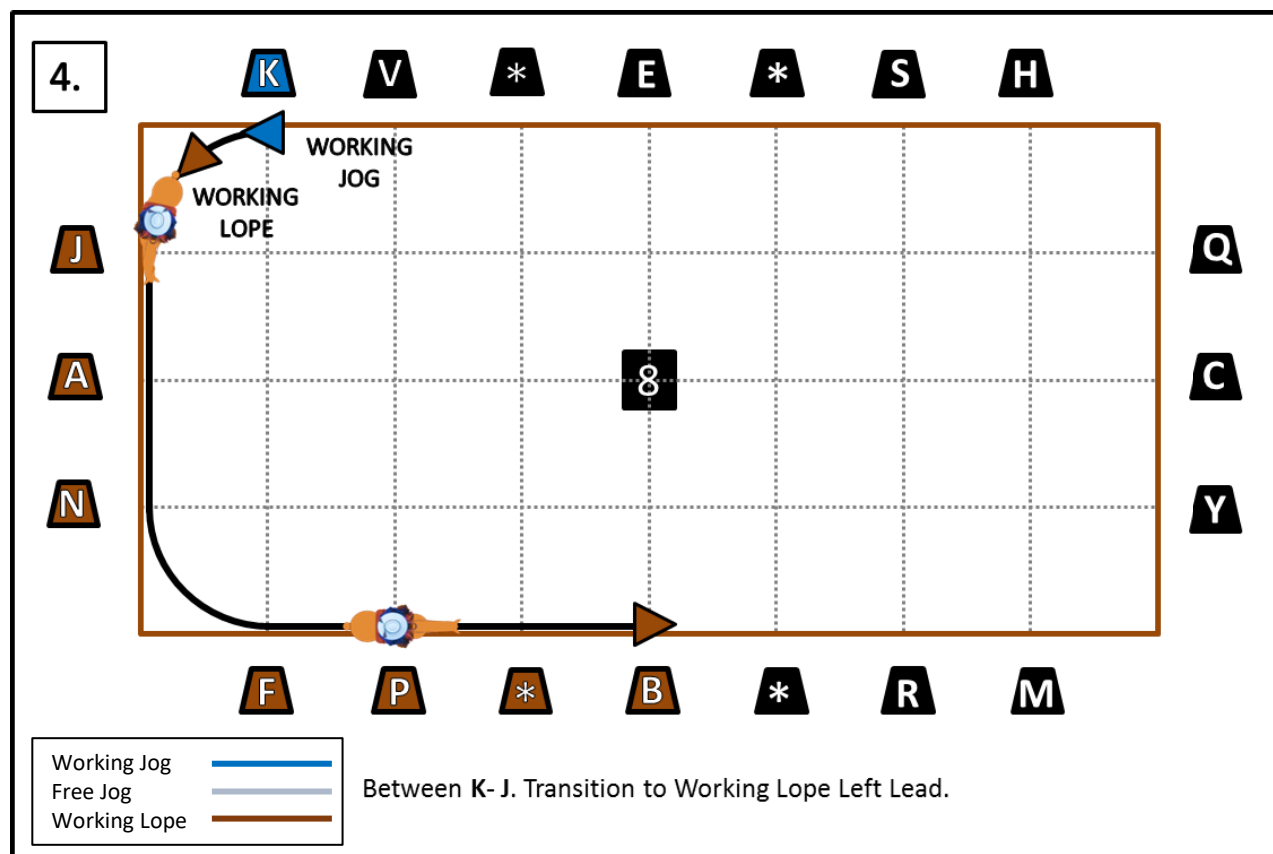 4.
K V * E * S H
WORKING
JOG
WORKING
LOPE
J Q
A 8 C
N Y
F P * B * R M
Working Jog
Free Jog
Working Lope
Between K- J. Transition to Working Lope Left Lead.